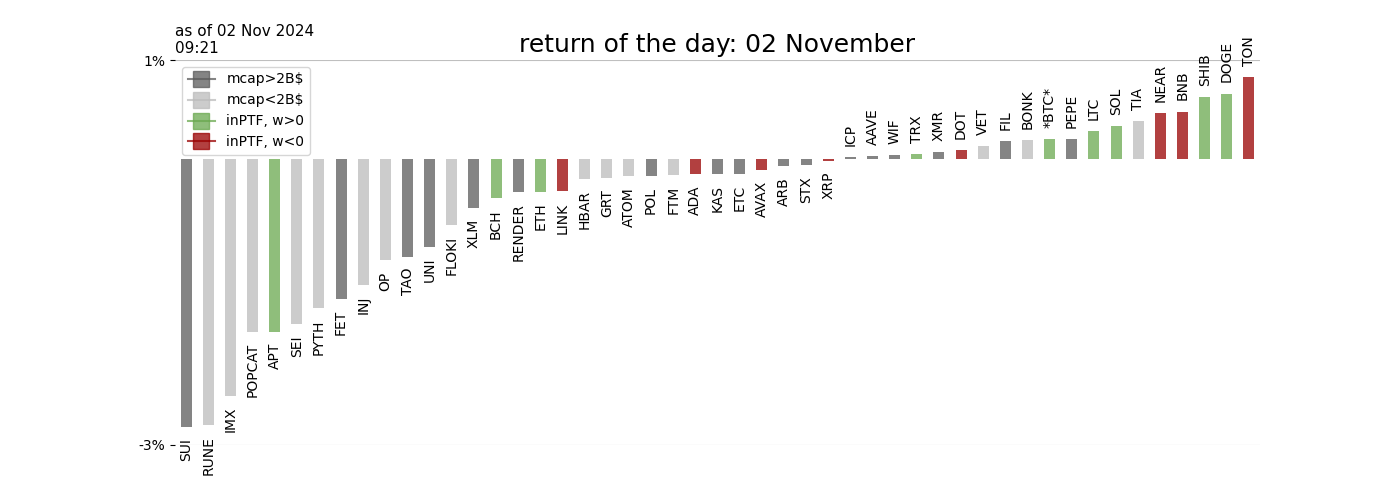 as of 02 Nov 2024
09:21
return of the day: 02 November
1%
mcap>2B$
mcap<2B$
inPTF, w>0
inPTF, w<0
-3%
SUI
RUNE
IMX
POPCAT
APT
SEI
PYTH
FET
INJ
OP
TAO
UNI
FLOKI
XLM
BCH
RENDER
ETH
LINK
HBAR
GRT
ATOM
POL
FTM
ADA
KAS
ETC
AVAX
ARB
STX
XRP
ICP
AAVE
WIF
TRX
XMR
DOT
VET
FIL
BONK
*BTC*
PEPE
LTC
SOL
TIA
NEAR
BNB
SHIB
DOGE
TON